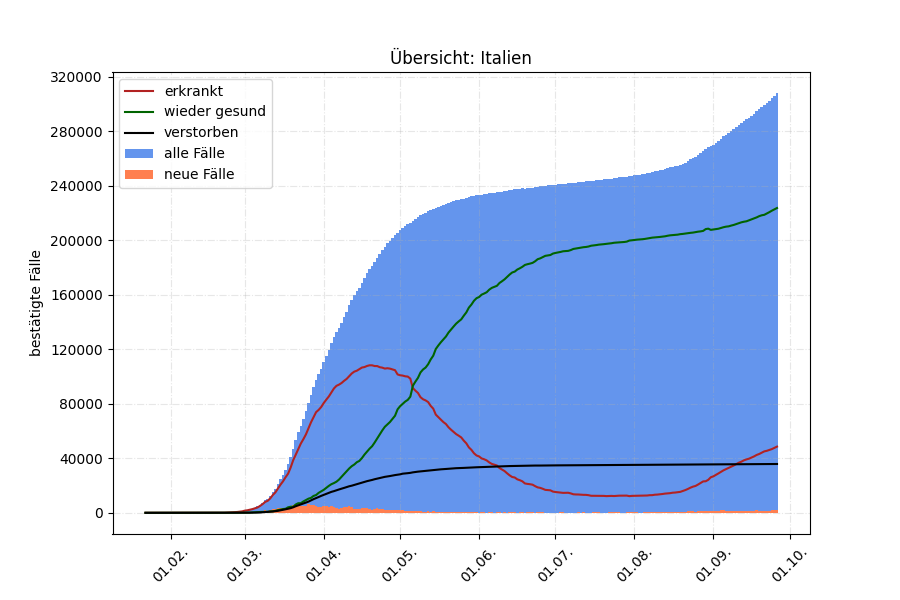 Übersicht: Italien
bestätigte Fälle
320000
280000
240000
200000
160000
120000
80000
40000
0
erkrankt
wieder gesund
verstorben
alle Fälle
neue Fälle
01.02.
01.03.
01.04.
01.05.
01.06.
01.07.
01.08.
01.09.
01.10.